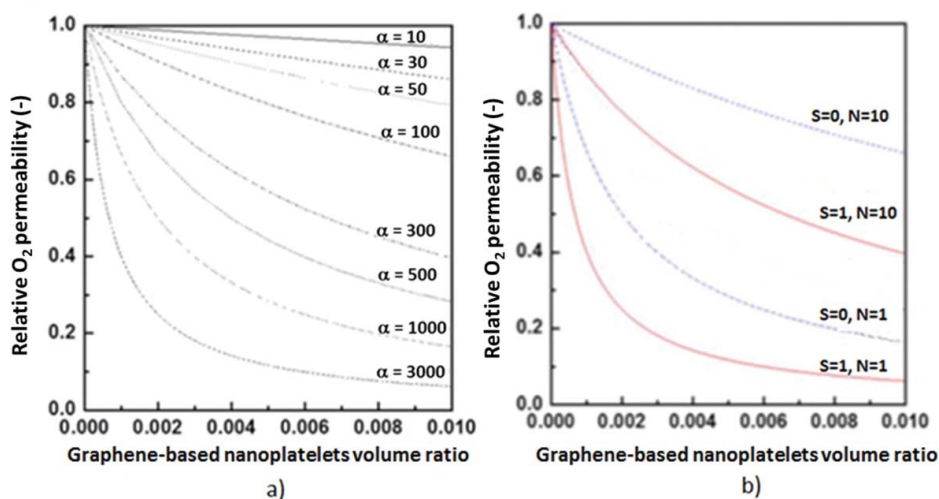 1.0
0.8
0.6
0.4
0.2
0.0
Relative O₂ permeability (-)
α = 10
α = 30
α = 50
α = 100
α = 300
α = 500
α = 1000
α = 3000
0.000 0.002 0.004 0.006 0.008 0.010
Graphene-based nanoplatelets volume ratio
a)
1.0
0.8
0.6
0.4
0.2
0.0
Relative O₂ permeability (-)
S=0, N=10
S=1, N=10
S=0, N=1
S=1, N=1
0.000 0.002 0.004 0.006 0.008 0.010
Graphene-based nanoplatelets volume ratio
b)